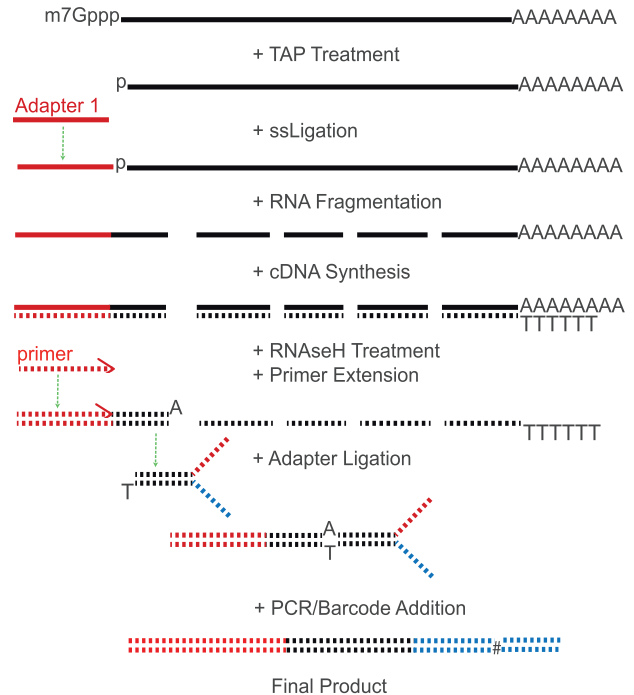 m7Gppp AAAAAAAA
+ TAP Treatment
p AAAAAAAA
Adapter 1
+ ssLigation
p AAAAAAAA
+ RNA Fragmentation
AAAAAAAA
+ cDNA Synthesis
AAAAAAAA
TTTTTT
+ RNAseH Treatment
primer
+ Primer Extension
A
TTTTTT
+ Adapter Ligation
T
A
T
+ PCR/Barcode Addition
#
Final Product